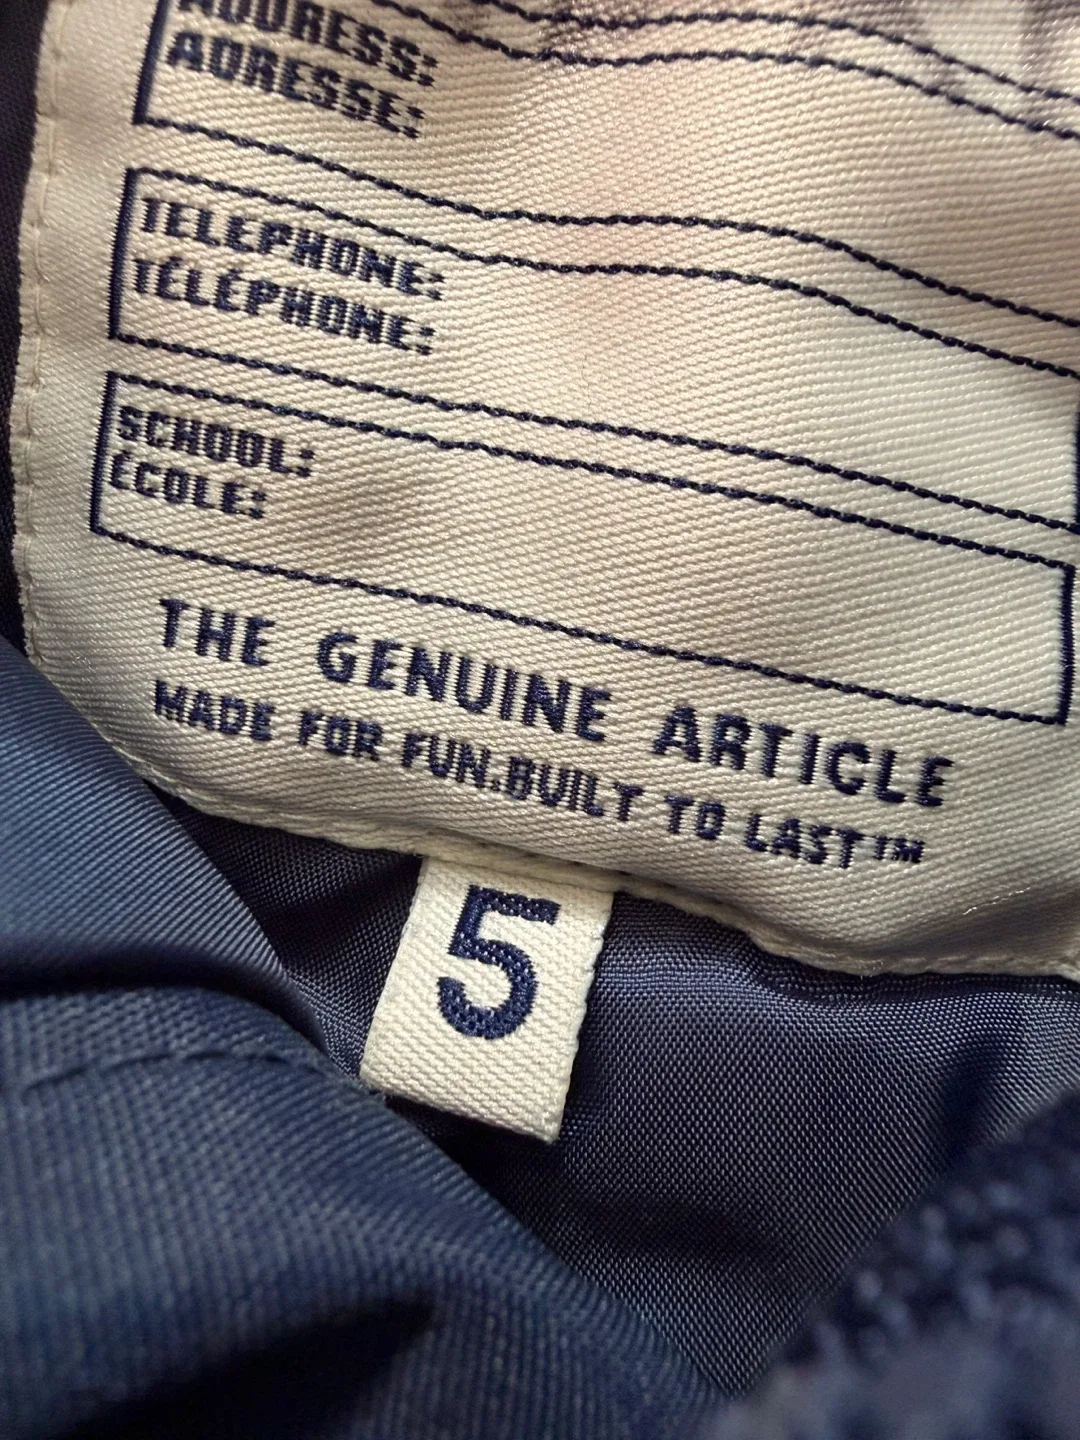 ADDRESS:
ADRESSE:
TELEPHONE:
TÉLÉPHONE:
SCHOOL:
ÉCOLE:
THE GENUINE ARTICLE
MADE FOR FUN.BUILT TO LAST™
5